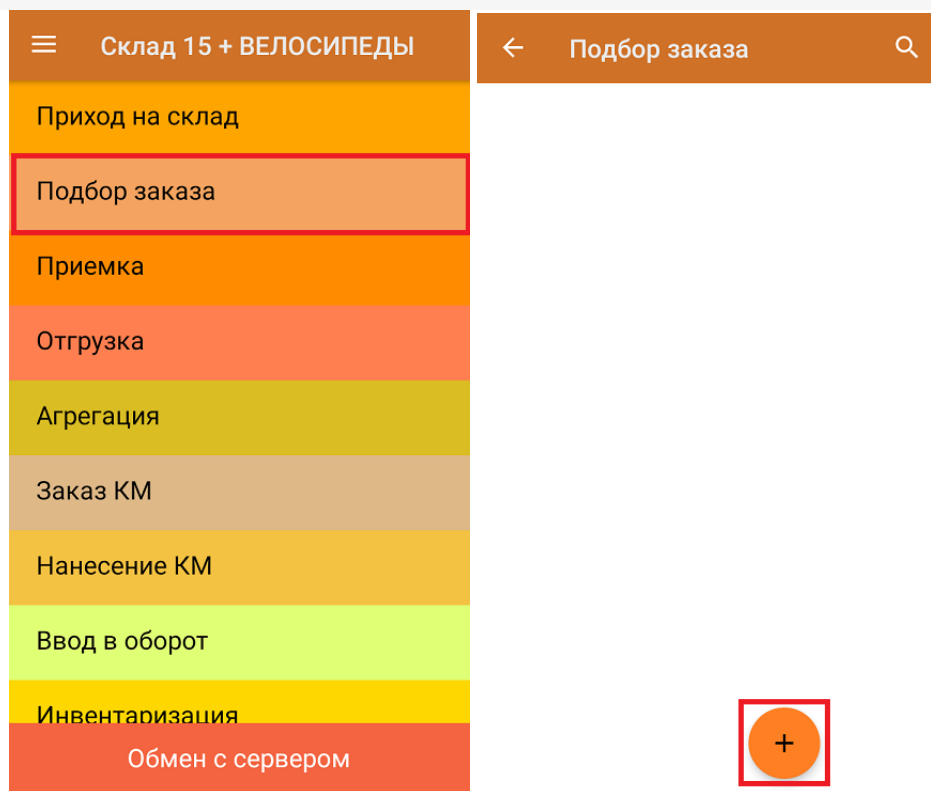 Склад 15 + ВЕЛОСИПЕДЫ
Приход на склад
Подбор заказа
Приемка
Отгрузка
Агрегация
Заказ КМ
Нанесение КМ
Ввод в оборот
Инвентаризация
Обмен с сервером
Подбор заказа
+